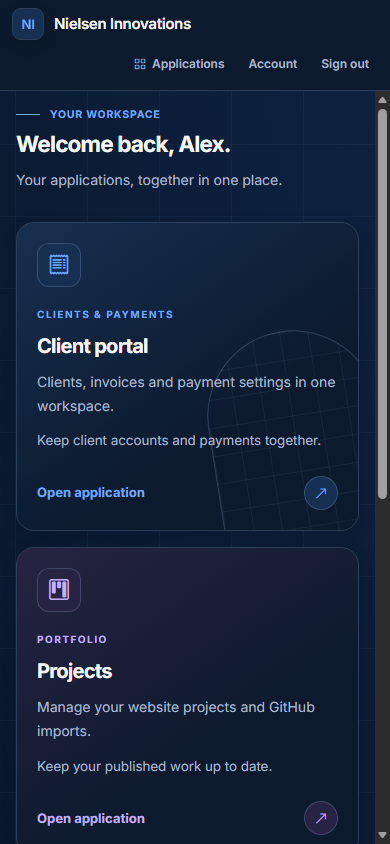 NI Nielsen Innovations
Applications Account Sign out
YOUR WORKSPACE
Welcome back, Alex.
Your applications, together in one place.
CLIENTS & PAYMENTS
Client portal
Clients, invoices and payment settings in one
workspace.
Keep client accounts and payments together.
Open application
PORTFOLIO
Projects
Manage your website projects and GitHub
imports.
Keep your published work up to date.
Open application